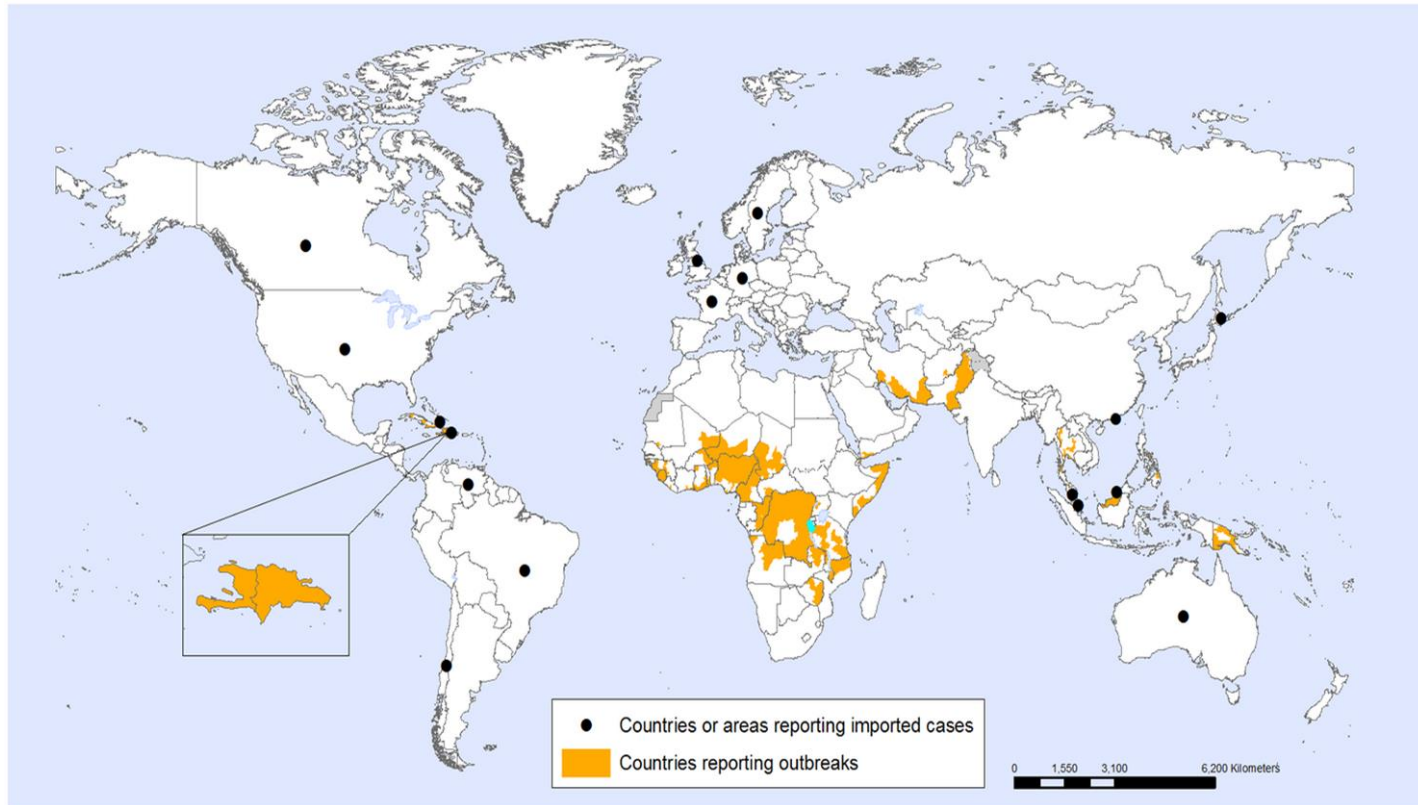 Countries or areas reporting imported cases
Countries reporting outbreaks
0 1,550 3,100 6,200 Kilometers